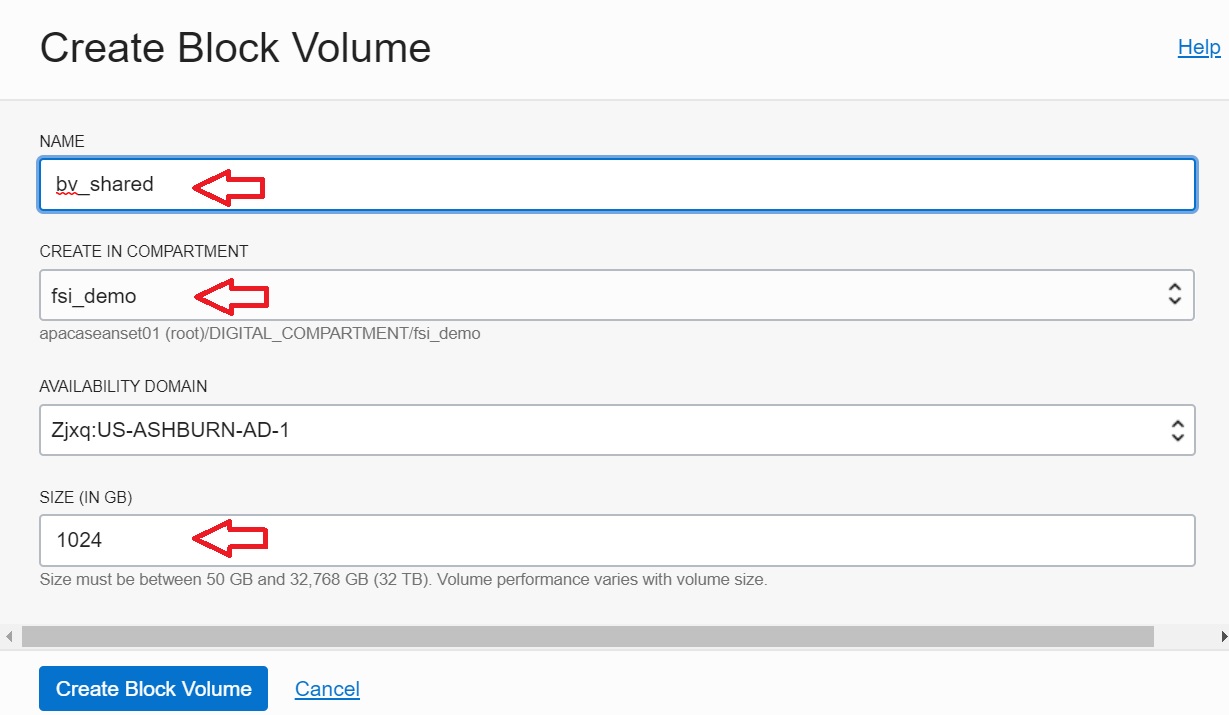 Create Block Volume
Help
NAME
bv_shared
CREATE IN COMPARTMENT
fsi_demo
apacaseanset01 (root)/DIGITAL_COMPARTMENT/fsi_demo
AVAILABILITY DOMAIN
Zjxq:US-ASHBURN-AD-1
SIZE (IN GB)
1024
Size must be between 50 GB and 32,768 GB (32 TB). Volume performance varies with volume size.
Create Block Volume
Cancel